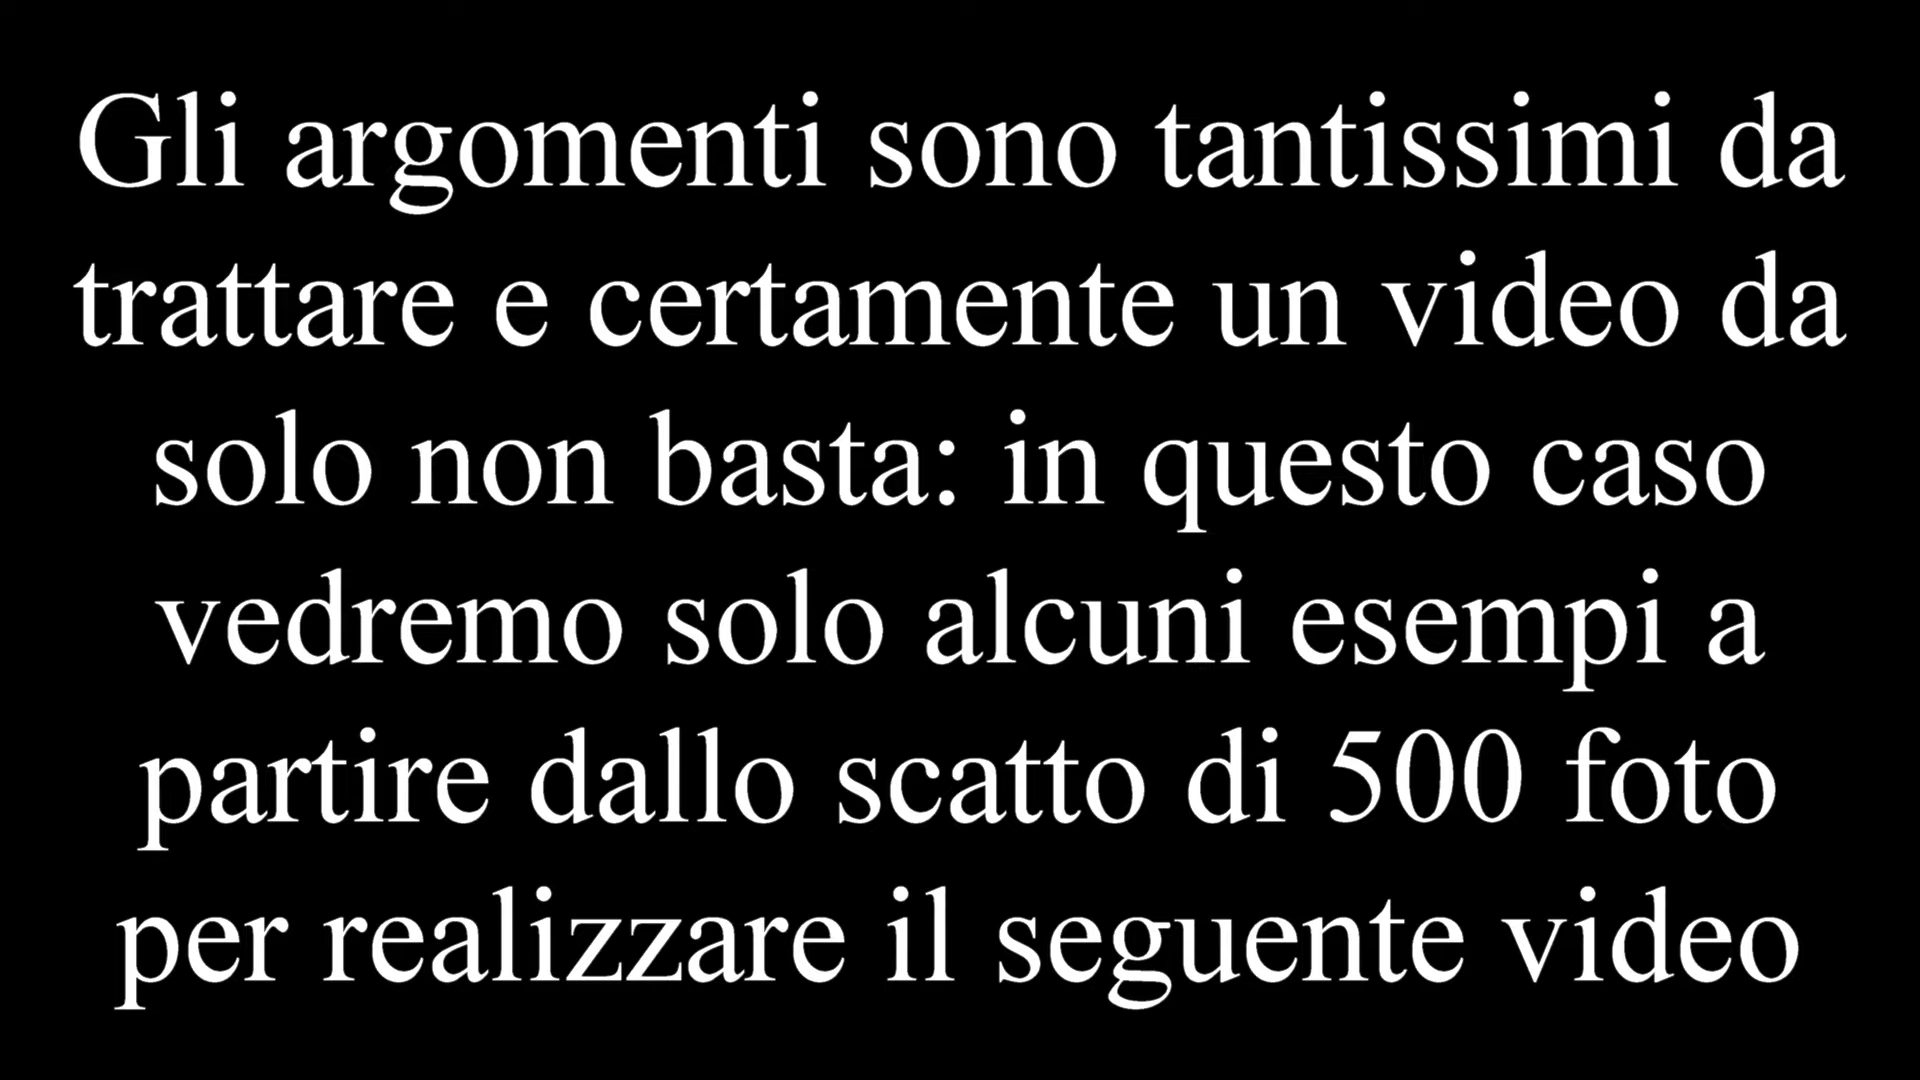 Gli argomenti sono tantissimi da
trattare e certamente un video da
solo non basta: in questo caso
vedremo solo alcuni esempi a
partire dallo scatto di 500 foto
per realizzare il seguente video